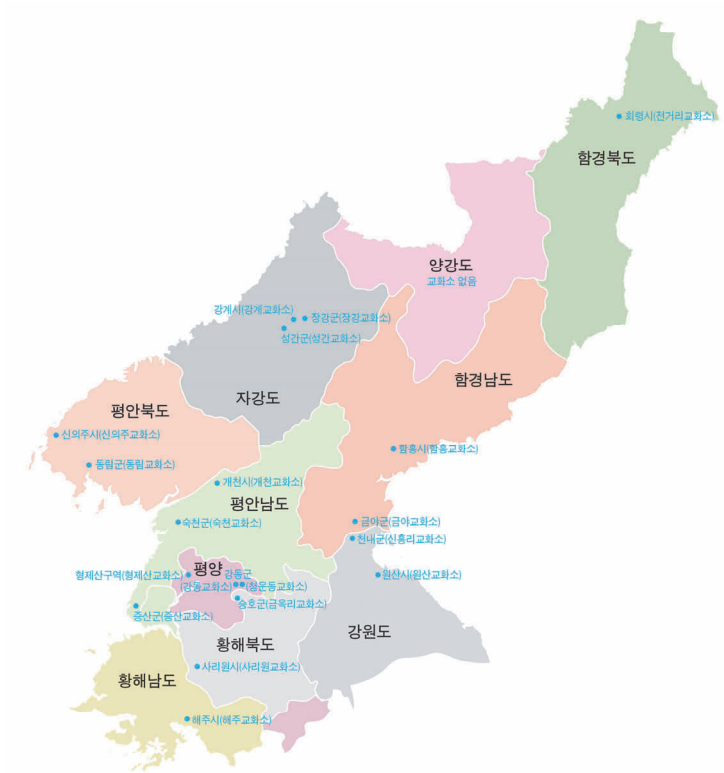 회령시(전거리교화소)
함경북도
양강도
교화소 없음
강계시(강계교화소)
장강군(장강교화소)
성간군(성간교화소)
함경남도
자강도
평안북도
신의주시(신의주교화소)
함흥시(함흥교화소)
동림군(동림교화소)
개천시(개천교화소)
평안남도
숙천군(숙천교화소)
금야군(금야교화소)
천내군(신흥리교화소)
평양
강동군
형제산구역(형제산교화소)
원산시(원산교화소)
(강동교화소)
(청운동교화소)
승호군(금옥리교화소)
증산군(증산교화소)
강원도
황해북도
사리원시(사리원교화소)
황해남도
해주시(해주교화소)